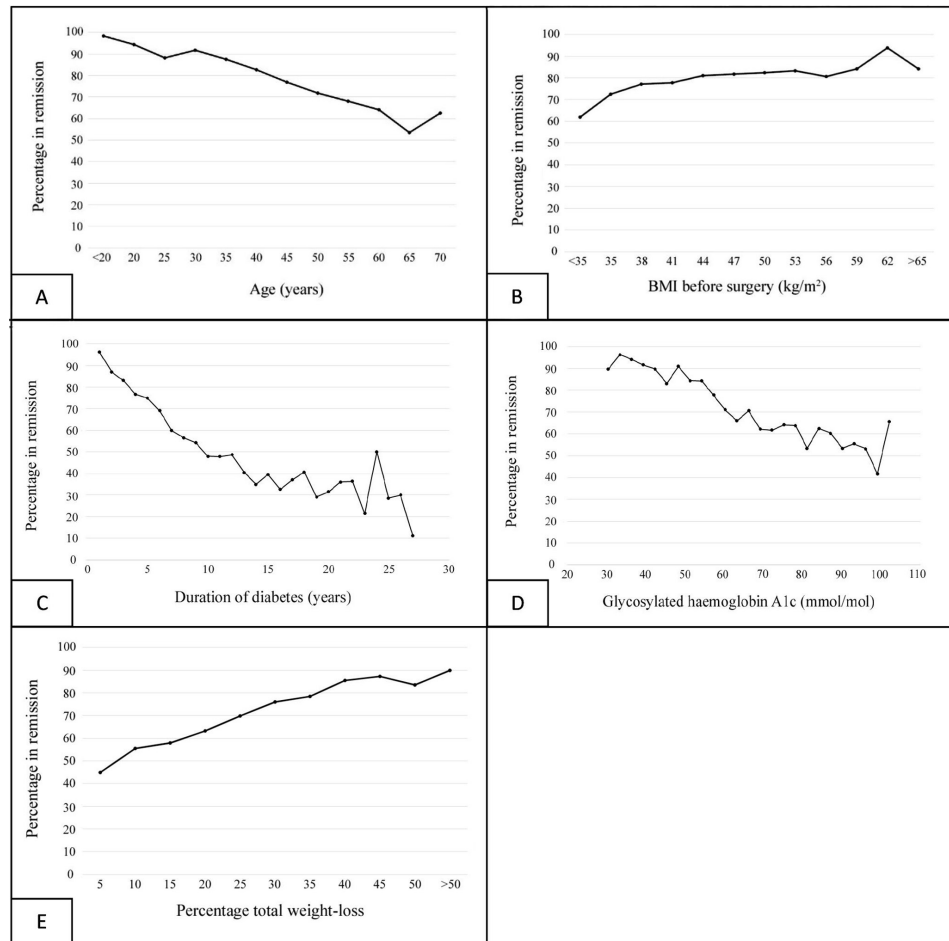 Percentage in remission
100
90
80
70
60
50
40
30
20
10
0
<20 20 25 30 35 40 45 50 55 60 65 70
Age (years)
A
Percentage in remission
100
90
80
70
60
50
40
30
20
10
0
<35 35 38 41 44 47 50 53 56 59 62 >65
BMI before surgery (kg/m²)
B
Percentage in remission
100
90
80
70
60
50
40
30
20
10
0
0 5 10 15 20 25 30
Duration of diabetes (years)
C
Percentage in remission
100
90
80
70
60
50
40
30
20
10
0
20 30 40 50 60 70 80 90 100 110
Glycosylated haemoglobin A1c (mmol/mol)
D
Percentage in remission
100
90
80
70
60
50
40
30
20
10
0
5 10 15 20 25 30 35 40 45 50 >50
Percentage total weight-loss
E